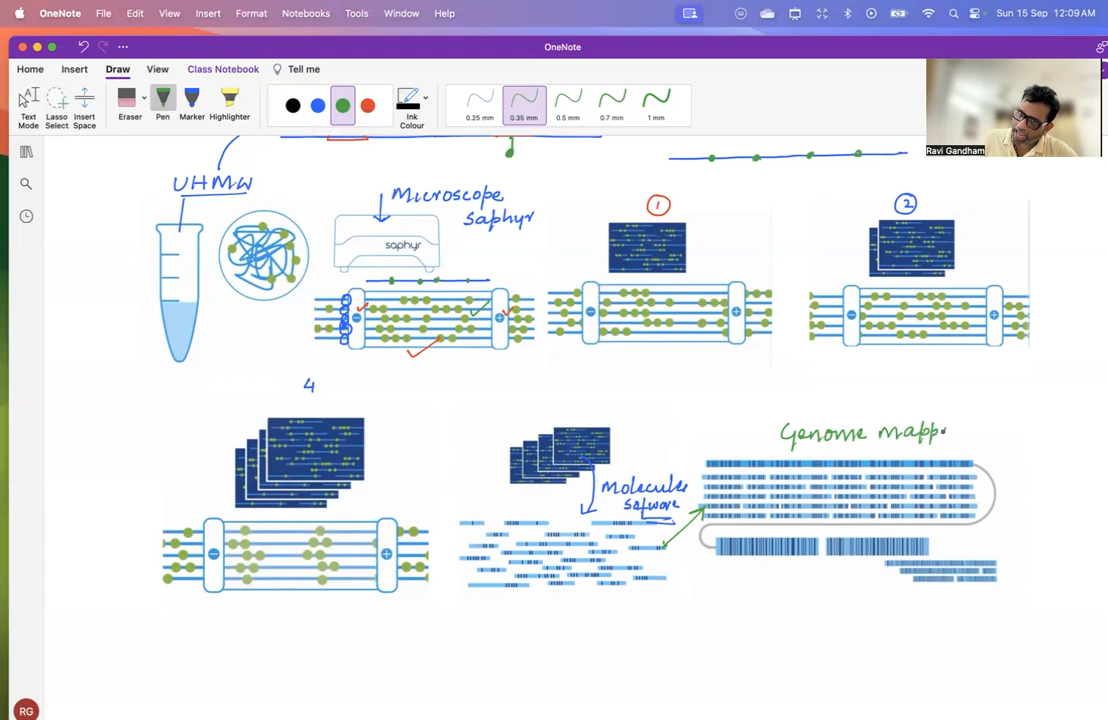 OneNote File Edit View Insert Format Notebooks Tools Window Help Sun 15 Sep 12:09 AM
OneNote
Home Insert Draw View Class Notebook Tell me
Text Mode
Lasso Select
Insert Space
Eraser
Pen
Marker
Highlighter
Ink Colour
0.25 mm
0.35 mm
0.5 mm
0.7 mm
1 mm
Ravi Gandham
UHMW
Microscope
saphyr
saphyr
1
2
4
Molecules
Genome mapp
RG